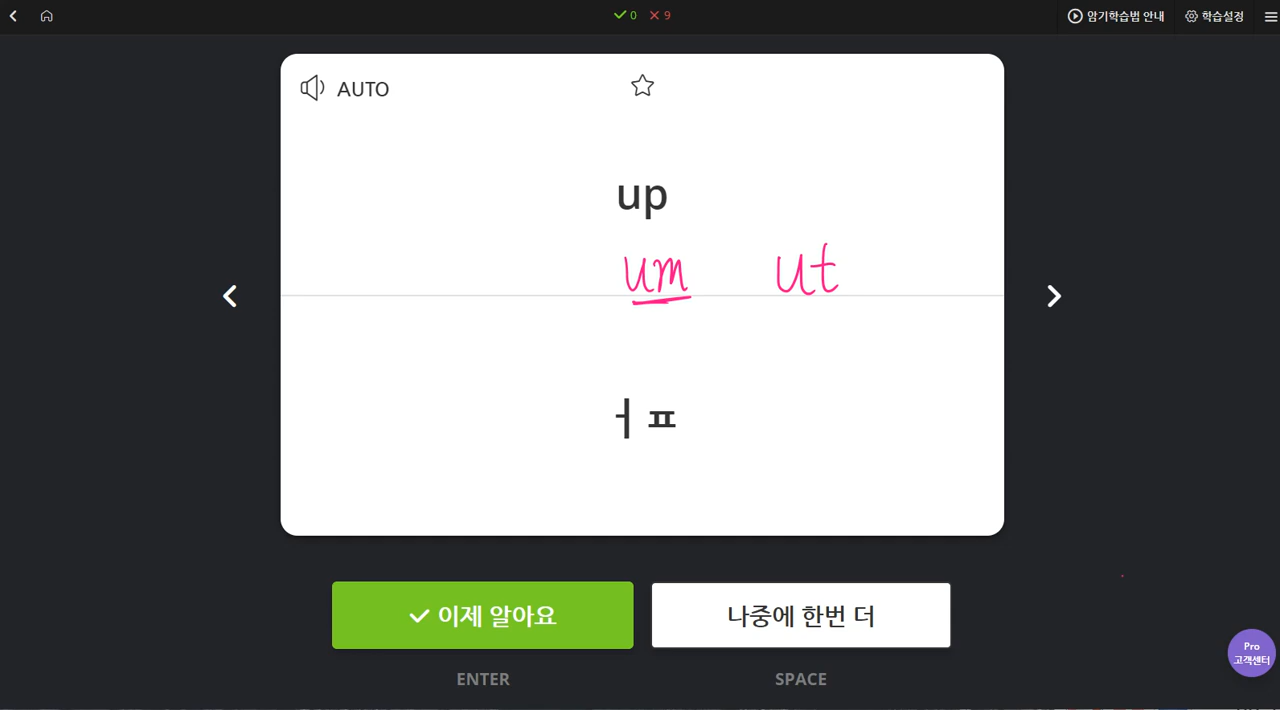 0 9 암기학습법 안내 학습설정
AUTO
up
um ut
ㅓ ㅍ
이제 알아요 나중에 한번 더
ENTER SPACE
Pro
고객센터